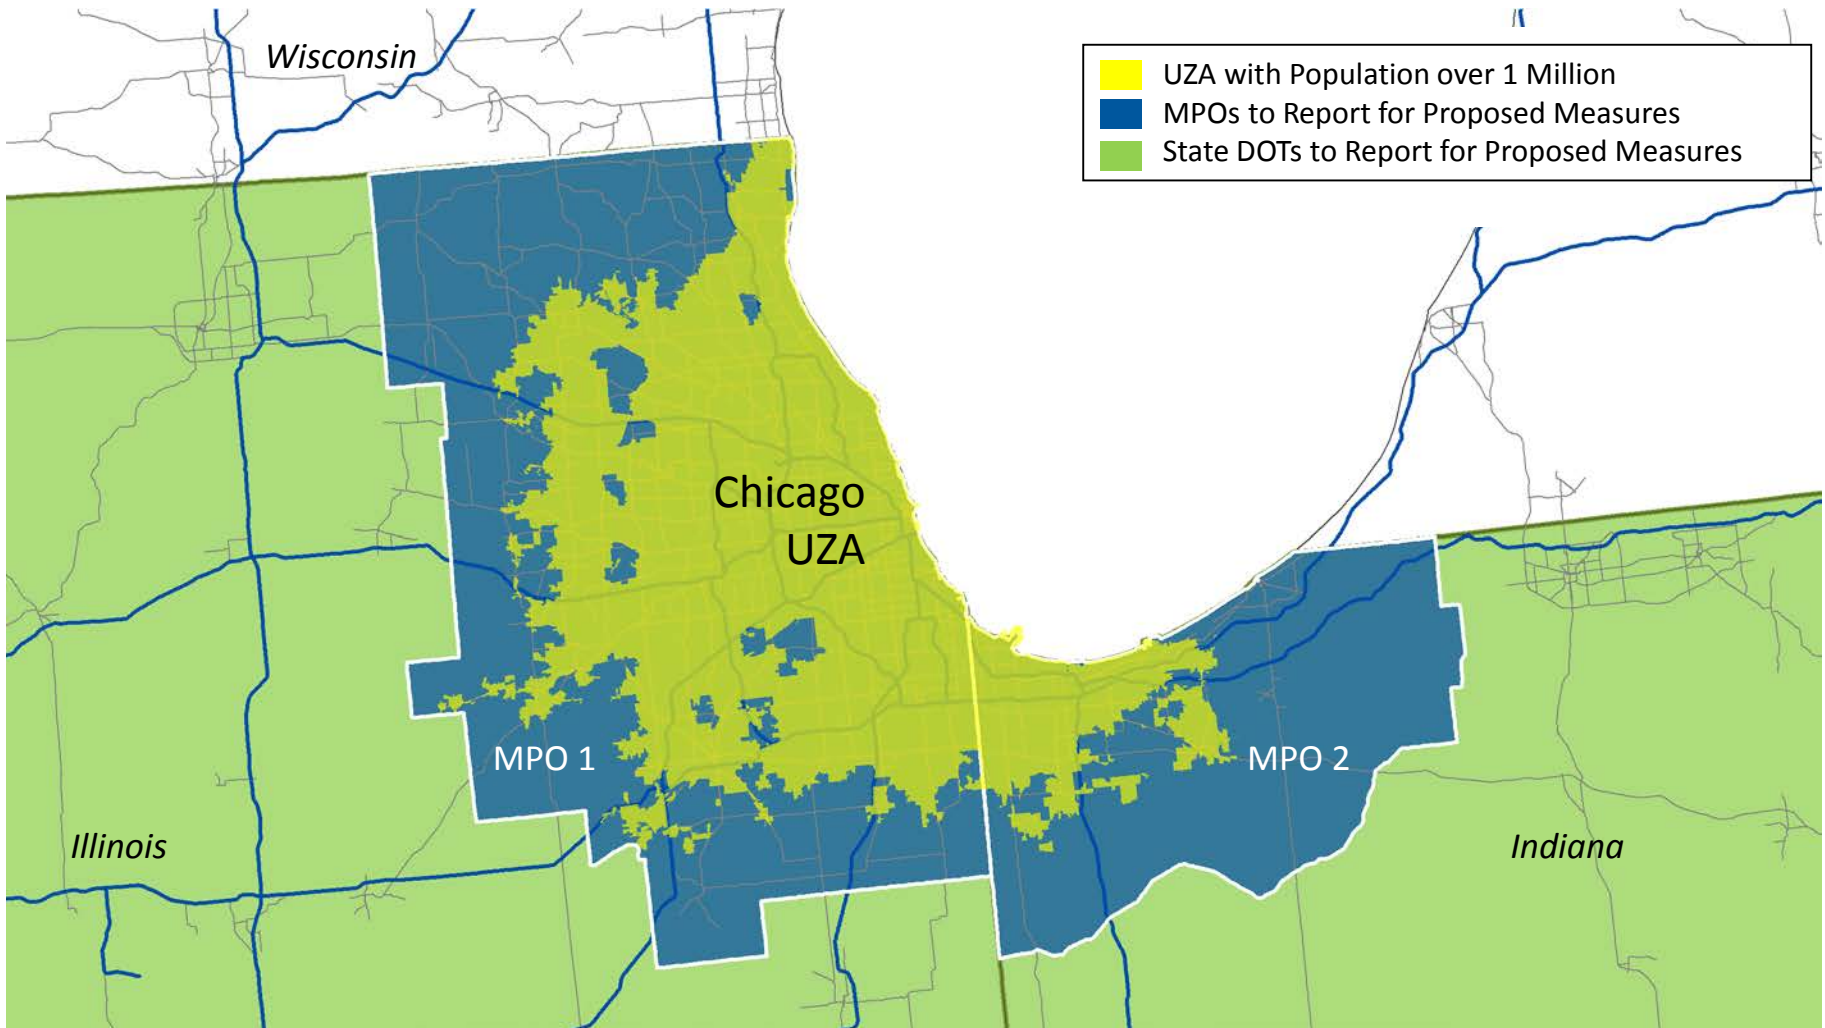 Wisconsin
UZA with Population over 1 Million
MPOs to Report for Proposed Measures
State DOTs to Report for Proposed Measures
Chicago
UZA
MPO 1
MPO 2
Illinois
Indiana